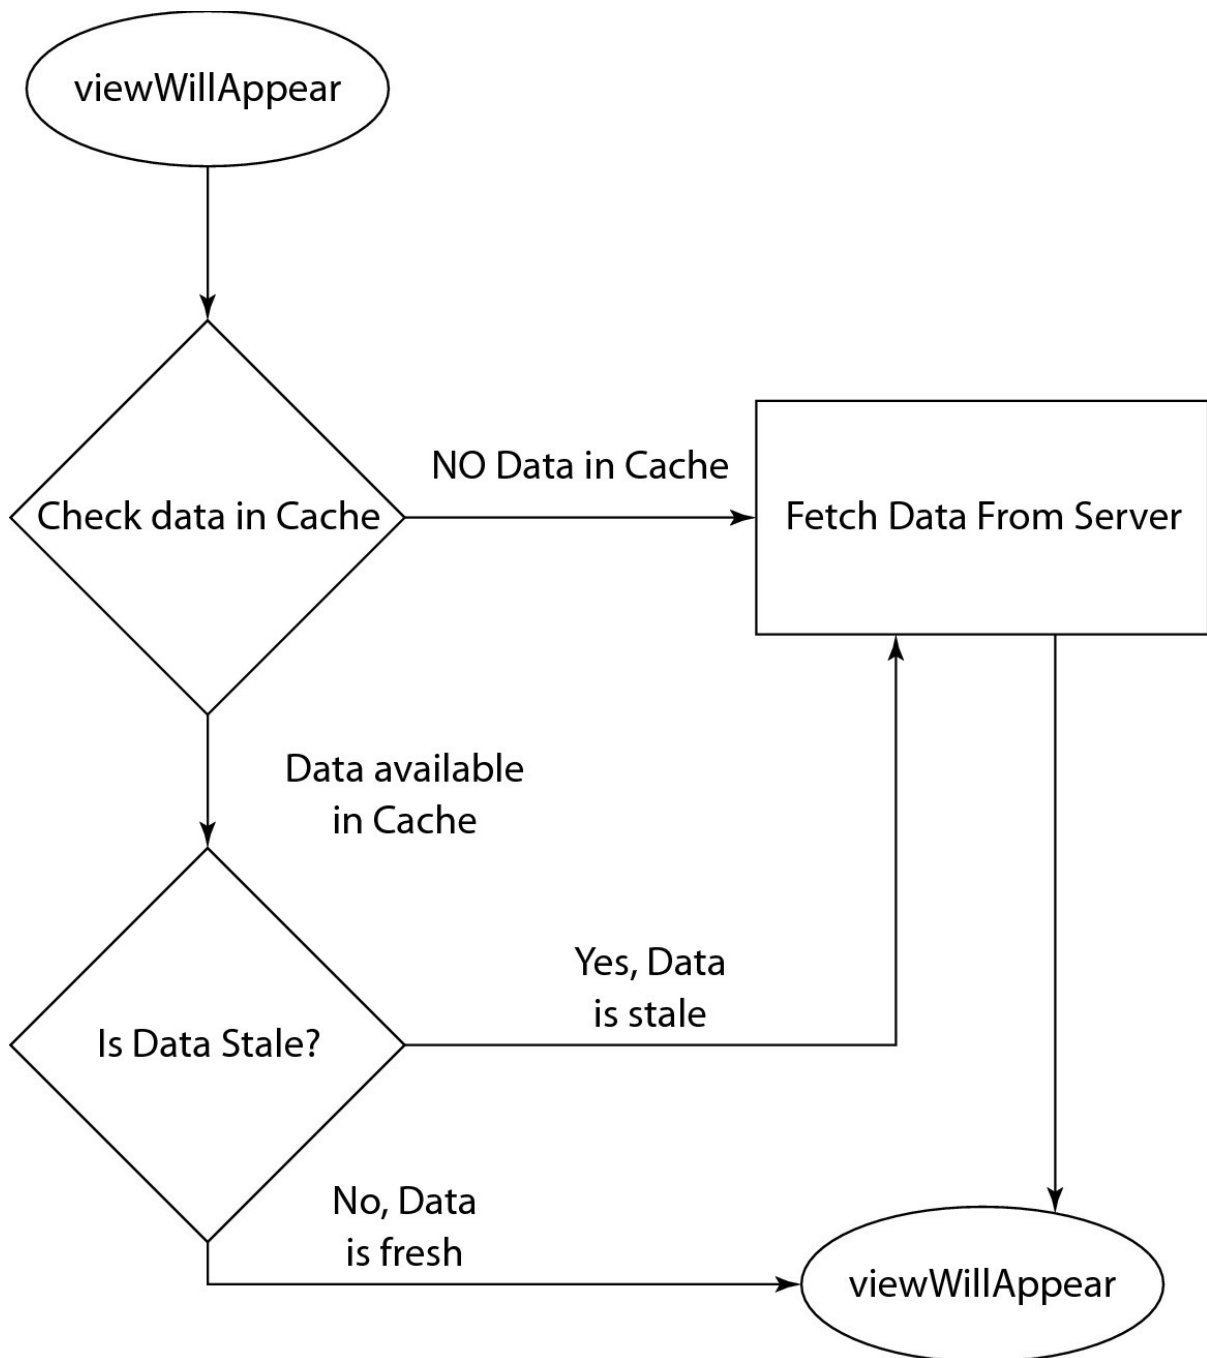 viewWillAppear
NO Data in Cache
Check data in Cache
Fetch Data From Server
Data available
in Cache
Yes, Data
is stale
Is Data Stale?
No, Data
is fresh
viewWillAppear